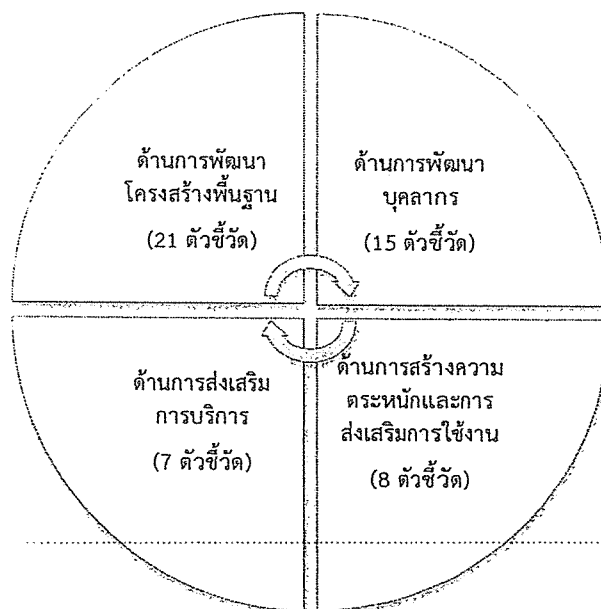 ด้านการพัฒนา
โครงสร้างพื้นฐาน
(21 ตัวชี้วัด)
ด้านการพัฒนา
บุคลากร
(15 ตัวชี้วัด)
ด้านการส่งเสริม
การบริการ
(7 ตัวชี้วัด)
ด้านการสร้างความ
ตระหนักและการ
ส่งเสริมการใช้งาน
(8 ตัวชี้วัด)